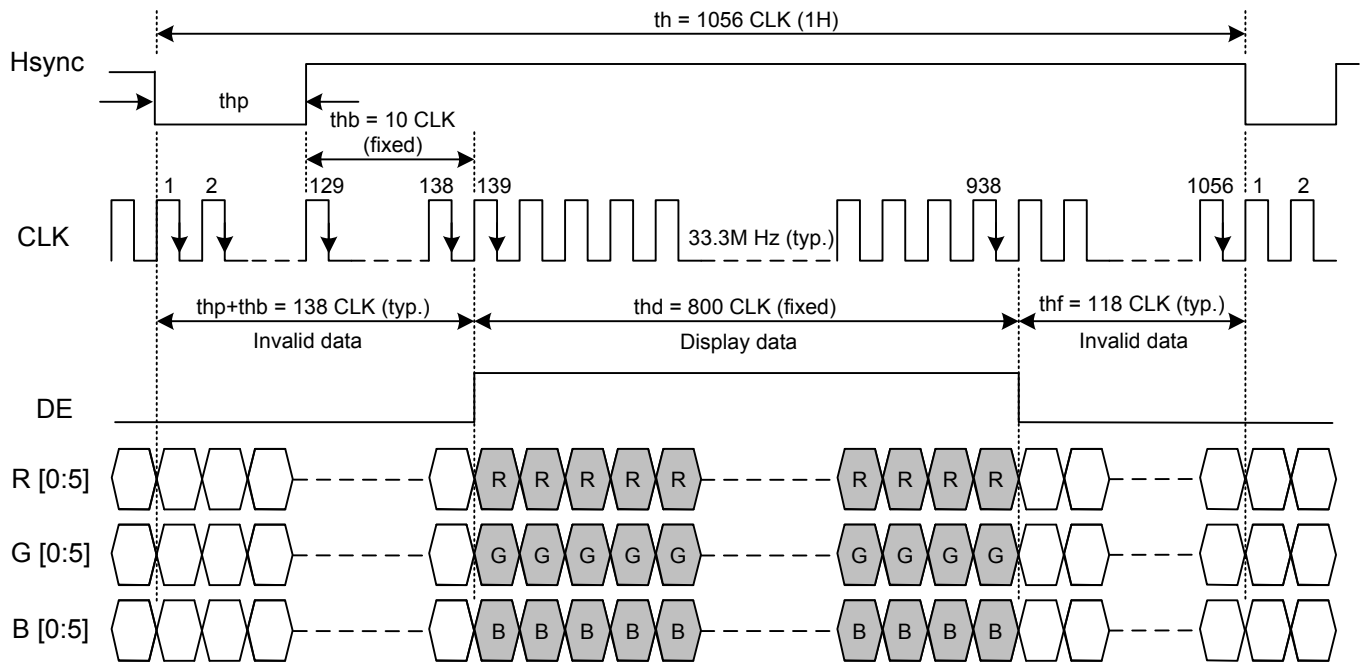 th = 1056 CLK (1H)
Hsync
thp
thb = 10 CLK
(fixed)
1 2 129 138 139 938 1056 1 2
CLK
33.3M Hz (typ.)
thp+thb = 138 CLK (typ.) thd = 800 CLK (fixed) thf = 118 CLK (typ.)
Invalid data Display data Invalid data
DE
R [0:5] R R R R R R R R R
G [0:5] G G G G G G G G G
B [0:5] B B B B B B B B B